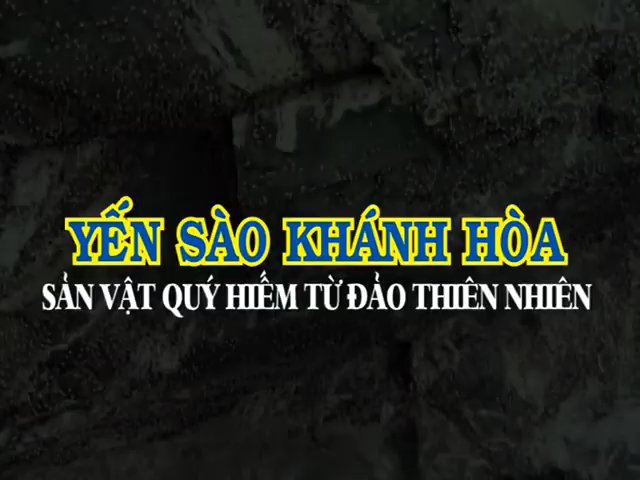 YẾN SÀO KHÁNH HÒA
SẢN VẬT QUÝ HIẾM TỪ ĐẢO THIÊN NHIÊN